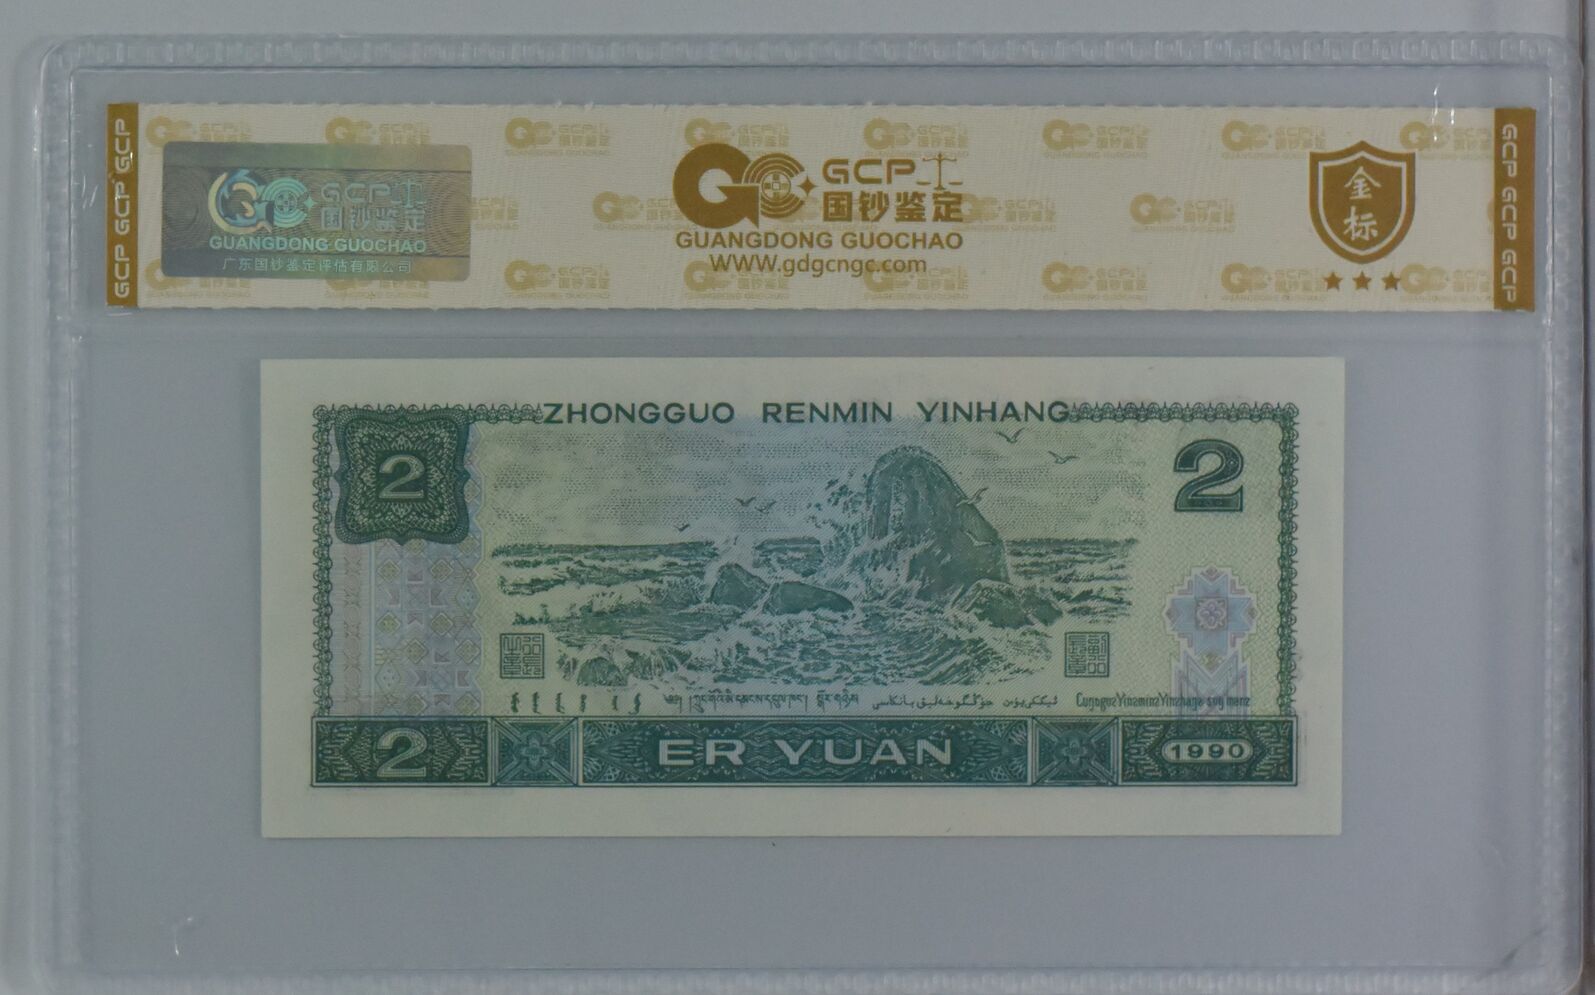 GCP GCP GCP
GCP
国钞鉴定
GUANGDONG GUOCHAO
广东国钞鉴定评估有限公司
GCP
国钞鉴定
GUANGDONG GUOCHAO
www.gdgcngc.com
金标
GCP GCP GCP
ZHONGGUO RENMIN YINHANG
2
2
ER YUAN
2
1990